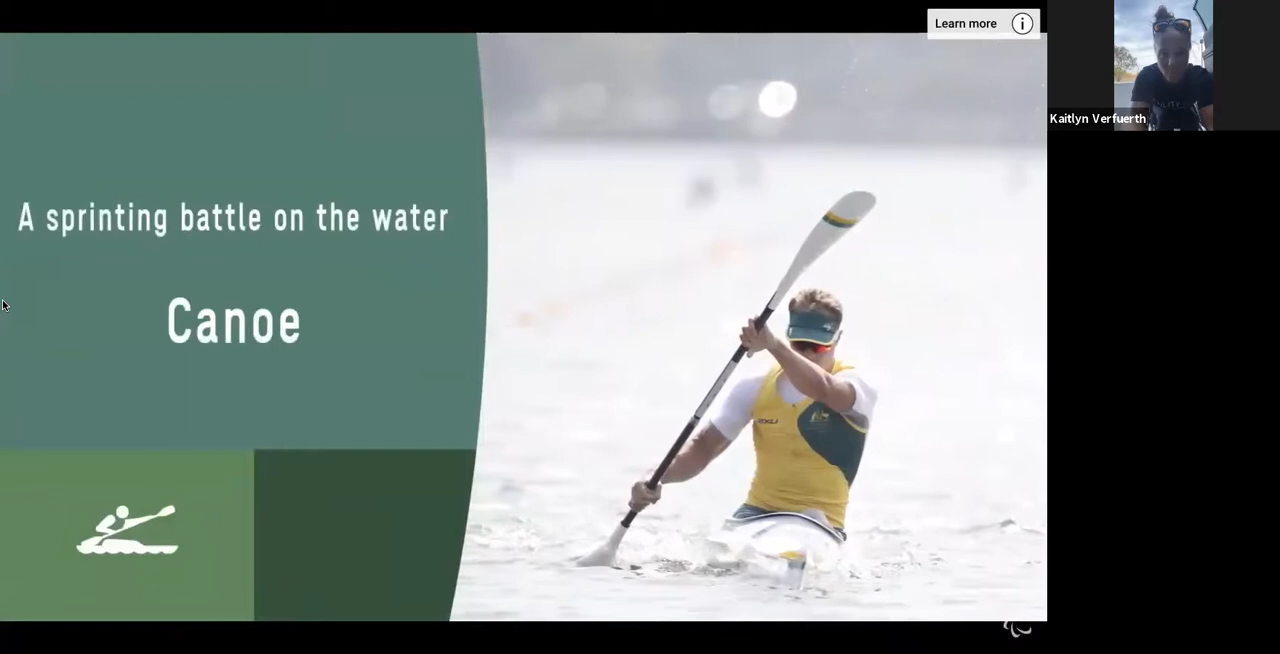 Learn more
Kaitlyn Verfuerth
A sprinting battle on the water
Canoe